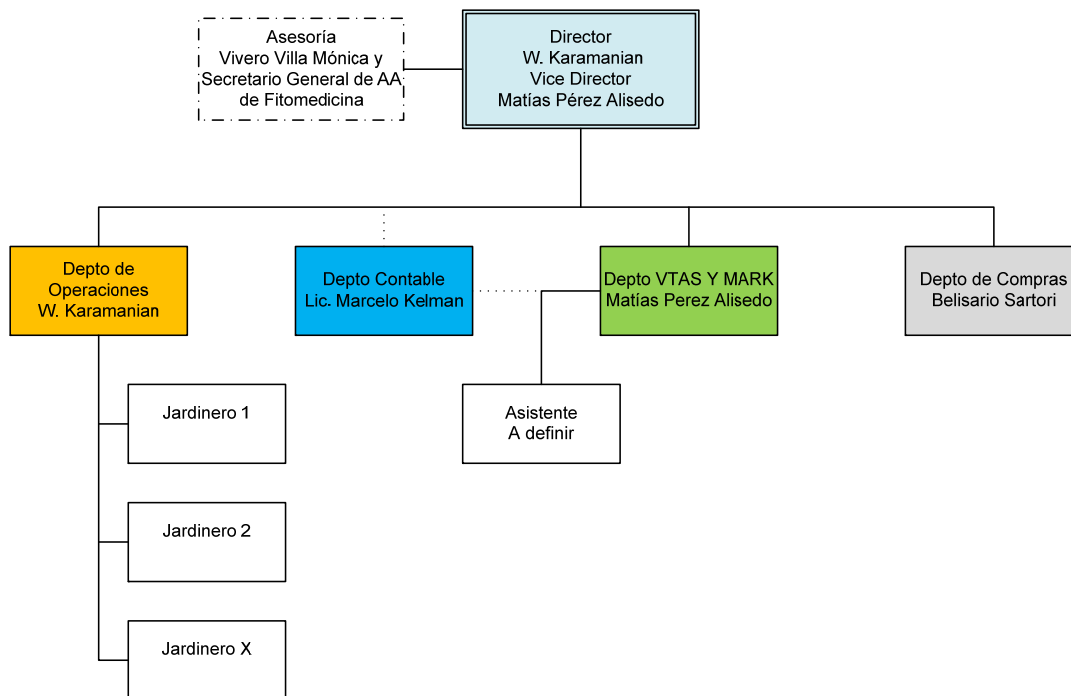 Asesoría
Vivero Villa Mónica y
Secretario General de AA
de Fitomedicina
Director
W. Karamanian
Vice Director
Matías Pérez Alisedo
Depto de
Operaciones
W. Karamanian
Depto Contable
Lic. Marcelo Kelman
Depto VTAS Y MARK
Matías Perez Alisedo
Depto de Compras
Belisario Sartori
Jardinero 1
Asistente
A definir
Jardinero 2
Jardinero X